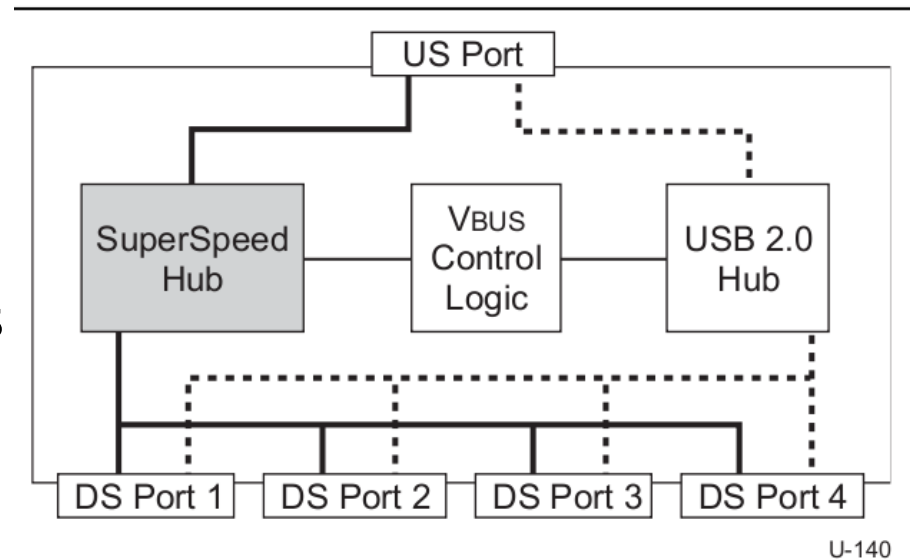 US Port
SuperSpeed
Hub
VBUS
Control
Logic
USB 2.0
Hub
DS Port 1
DS Port 2
DS Port 3
DS Port 4
U-140